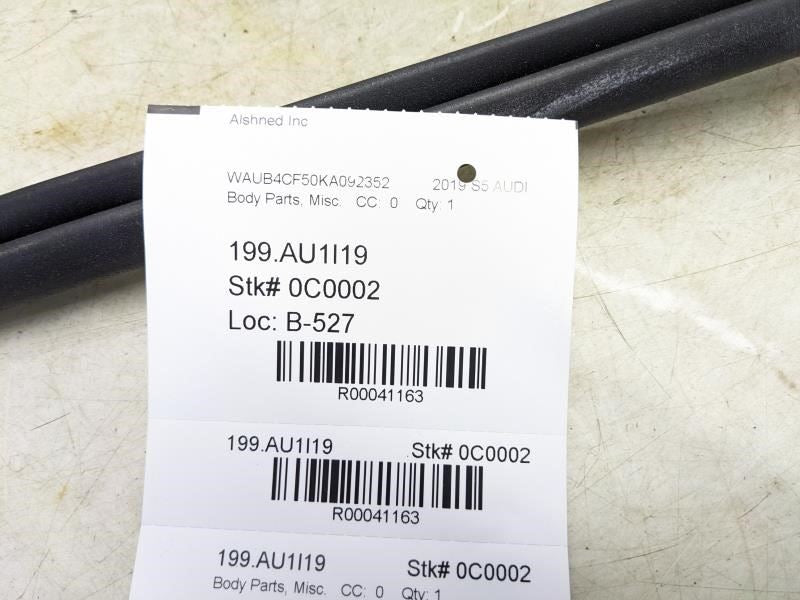 Alshned Inc
WAUB4CF50KA092352 2019 S5 AUDI
Body Parts, Misc. CC: 0 Qty: 1
199.AU1I19
Stk# 0C0002
Loc: B-527
R00041163
199.AU1I19 Stk# 0C0002
R00041163
199.AU1I19 Stk# 0C0002
Body Parts, Misc. CC: 0 Qty: 1